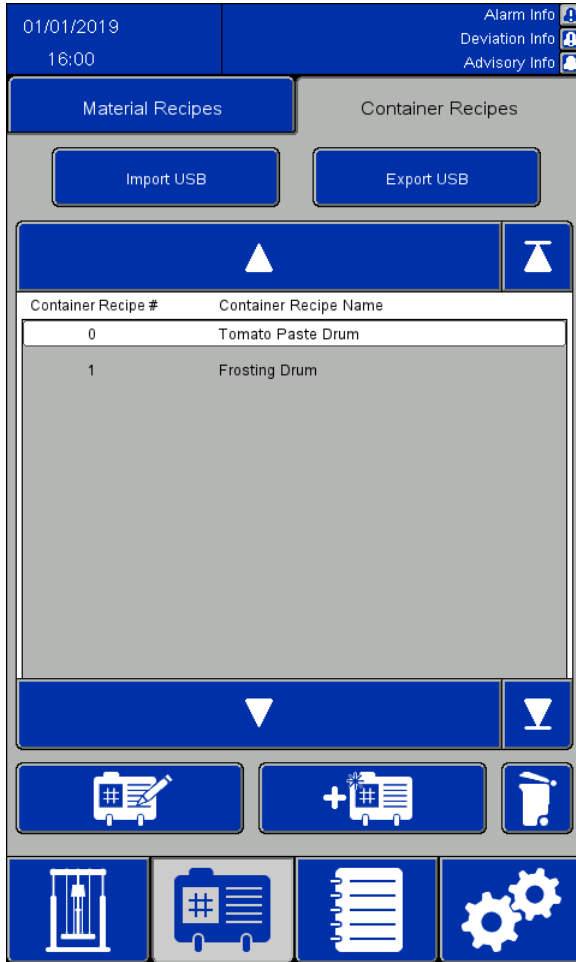 01/01/2019
16:00
Alarm Info
Deviation Info
Advisory Info
Material Recipes
Container Recipes
Import USB
Export USB
Container Recipe # Container Recipe Name
0 Tomato Paste Drum
1 Frosting Drum
#
+ #
#